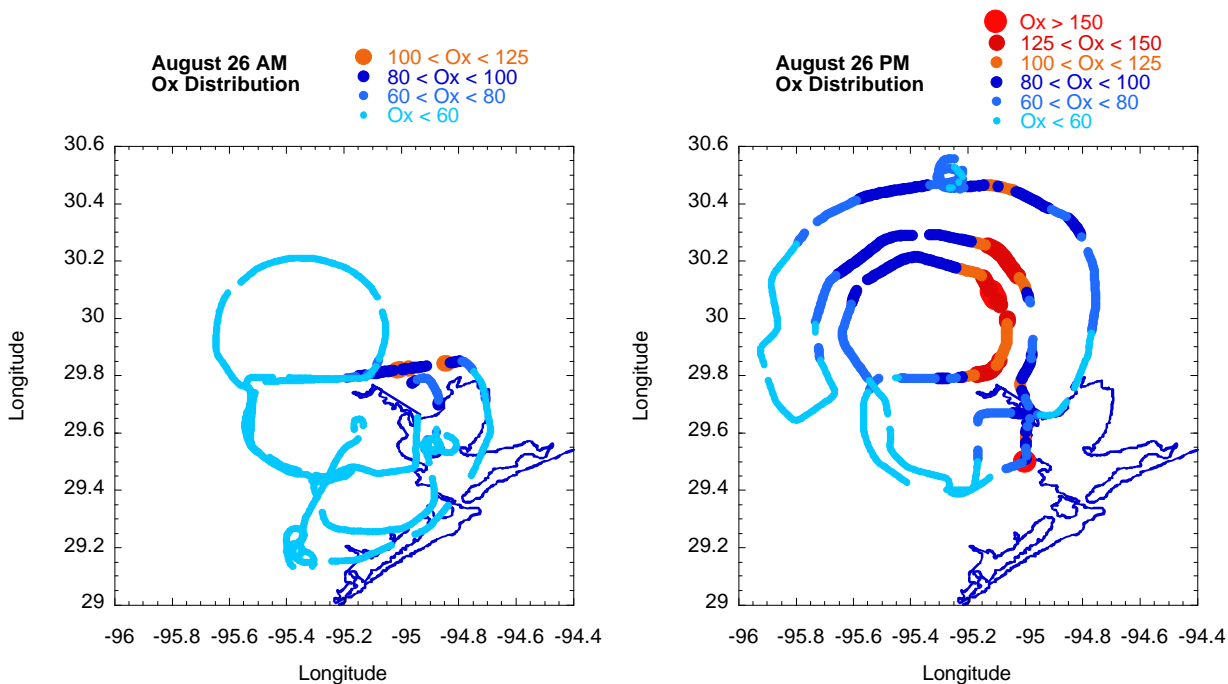 August 26 AM
Ox Distribution
100 < Ox < 125
80 < Ox < 100
60 < Ox < 80
Ox < 60
30.6
30.4
30.2
30
29.8
29.6
29.4
29.2
29
Longitude
-96 -95.8 -95.6 -95.4 -95.2 -95 -94.8 -94.6 -94.4
Longitude
August 26 PM
Ox Distribution
Ox > 150
125 < Ox < 150
100 < Ox < 125
80 < Ox < 100
60 < Ox < 80
Ox < 60
30.6
30.4
30.2
30
29.8
29.6
29.4
29.2
29
Longitude
-96 -95.8 -95.6 -95.4 -95.2 -95 -94.8 -94.6 -94.4
Longitude